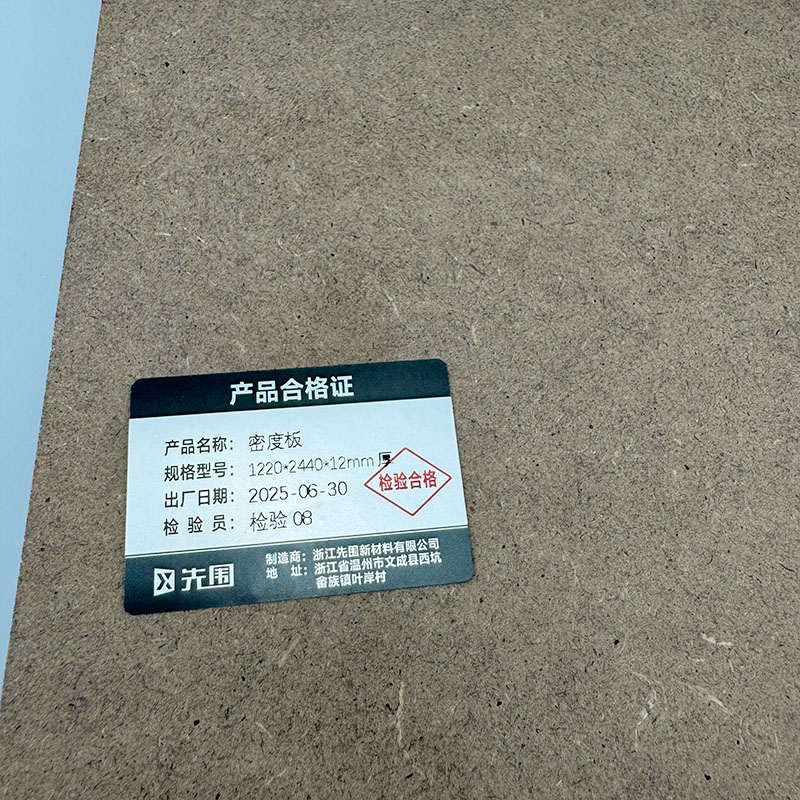 产品合格证
产品名称：密度板
规格型号：1220*2440*12mm 厚
检验合格
出厂日期：2025-06-30
检验员：检验 08
先围
制造商：浙江先围新材料有限公司
地址：浙江省温州市文成县西坑
畲族镇叶岸村